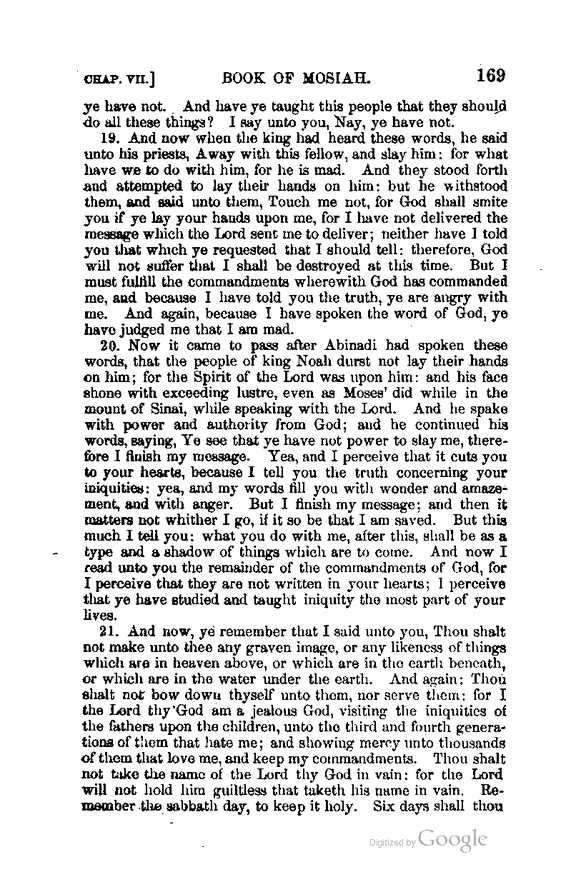 CHAP. VII.] BOOK OF MOSIAH. 169
ye have not. And have ye taught this people that they should
do all these things? I say unto you, Nay, ye have not.
19. And now when the king had heard these words, he said
unto his priests, Away with this fellow, and slay him: for what
have we to do with him, for he is mad. And they stood forth
and attempted to lay their hands on him: but he withstood
them, and said unto them, Touch me not, for God shall smite
you if ye lay your hands upon me, for I have not delivered the
message which the Lord sent me to deliver; neither have I told
you that which ye requested that I should tell: therefore, God
will not suffer that I shall be destroyed at this time. But I
must fulfill the commandments wherewith God has commanded
me, and because I have told you the truth, ye are angry with
me. And again, because I have spoken the word of God, ye
have judged me that I am mad.
20. Now it came to pass after Abinadi had spoken these
words, that the people of king Noah durst not lay their hands
on him; for the Spirit of the Lord was upon him: and his face
shone with exceeding lustre, even as Moses' did while in the
mount of Sinai, while speaking with the Lord. And he spake
with power and authority from God; and he continued his
words, saying, Ye see that ye have not power to slay me, there-
fore I finish my message. Yea, and I perceive that it cuts you
to your hearts, because I tell you the truth concerning your
iniquities: yea, and my words fill you with wonder and amaze-
ment, and with anger. But I finish my message; and then it
matters not whither I go, if it so be that I am saved. But this
much I tell you: what you do with me, after this, shall be as a
type and a shadow of things which are to come. And now I
read unto you the remainder of the commandments of God, for
I perceive that they are not written in your hearts; I perceive
that ye have studied and taught iniquity the most part of your
lives.
21. And now, ye remember that I said unto you, Thou shalt
not make unto thee any graven image, or any likeness of things
which are in heaven above, or which are in the earth beneath,
or which are in the water under the earth. And again: Thou
shalt not bow down thyself unto them, nor serve them: for I
the Lord thy God am a jealous God, visiting the iniquities of
the fathers upon the children, unto the third and fourth genera-
tions of them that hate me; and showing mercy unto thousands
of them that love me, and keep my commandments. Thou shalt
not take the name of the Lord thy God in vain: for the Lord
will not hold him guiltless that taketh his name in vain. Re-
member the sabbath day, to keep it holy. Six days shall thou
Digitized by Google